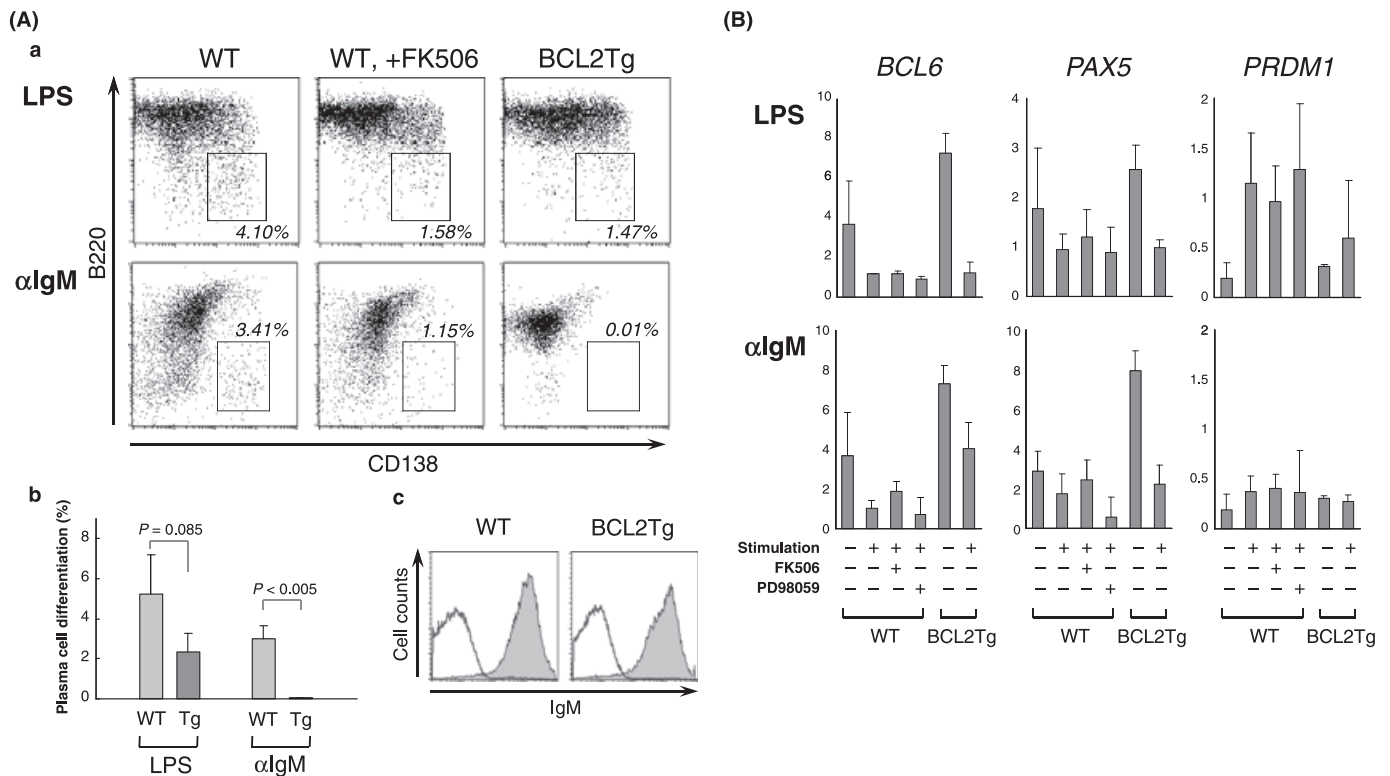 (A)
a
WT
WT, +FK506
BCL2Tg
LPS
4.10%
1.58%
1.47%
αIgM
3.41%
1.15%
0.01%
B220
CD138
b
Plasma cell differentiation (%)
8
6
4
2
0
P = 0.085
P < 0.005
WT Tg WT Tg
LPS αIgM
c
WT
BCL2Tg
Cell counts
IgM
(B)
BCL6
PAX5
PRDM1
LPS
10
8
6
4
2
0
4
3
2
1
0
2
1.5
1
0.5
0
αIgM
10
8
6
4
2
0
10
8
6
4
2
0
2
1.5
1
0.5
0
Stimulation − + + + − + − + + + − + − + + + − +
FK506 − − + − − − − − + − − − − − + − − −
PD98059 − − − + − − − − − + − − − − − + − −
WT BCL2Tg WT BCL2Tg WT BCL2Tg